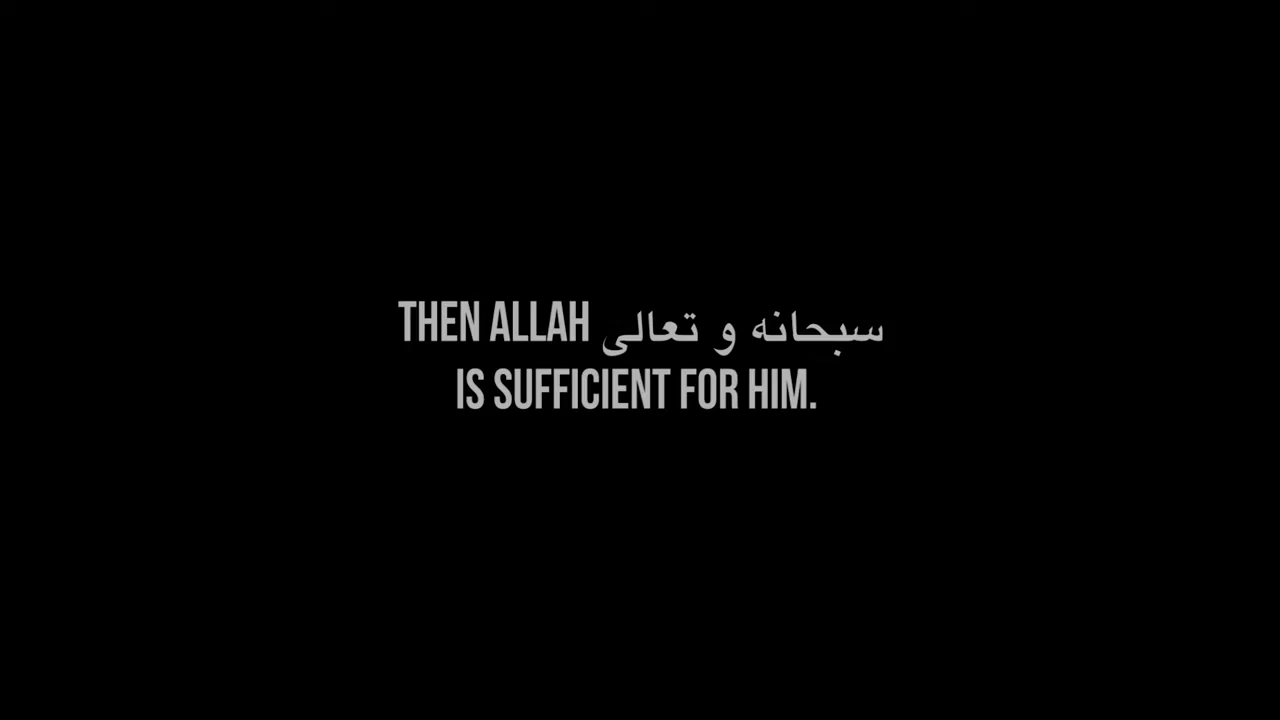 THEN ALLAH سبحانه و تعالى
IS SUFFICIENT FOR HIM.